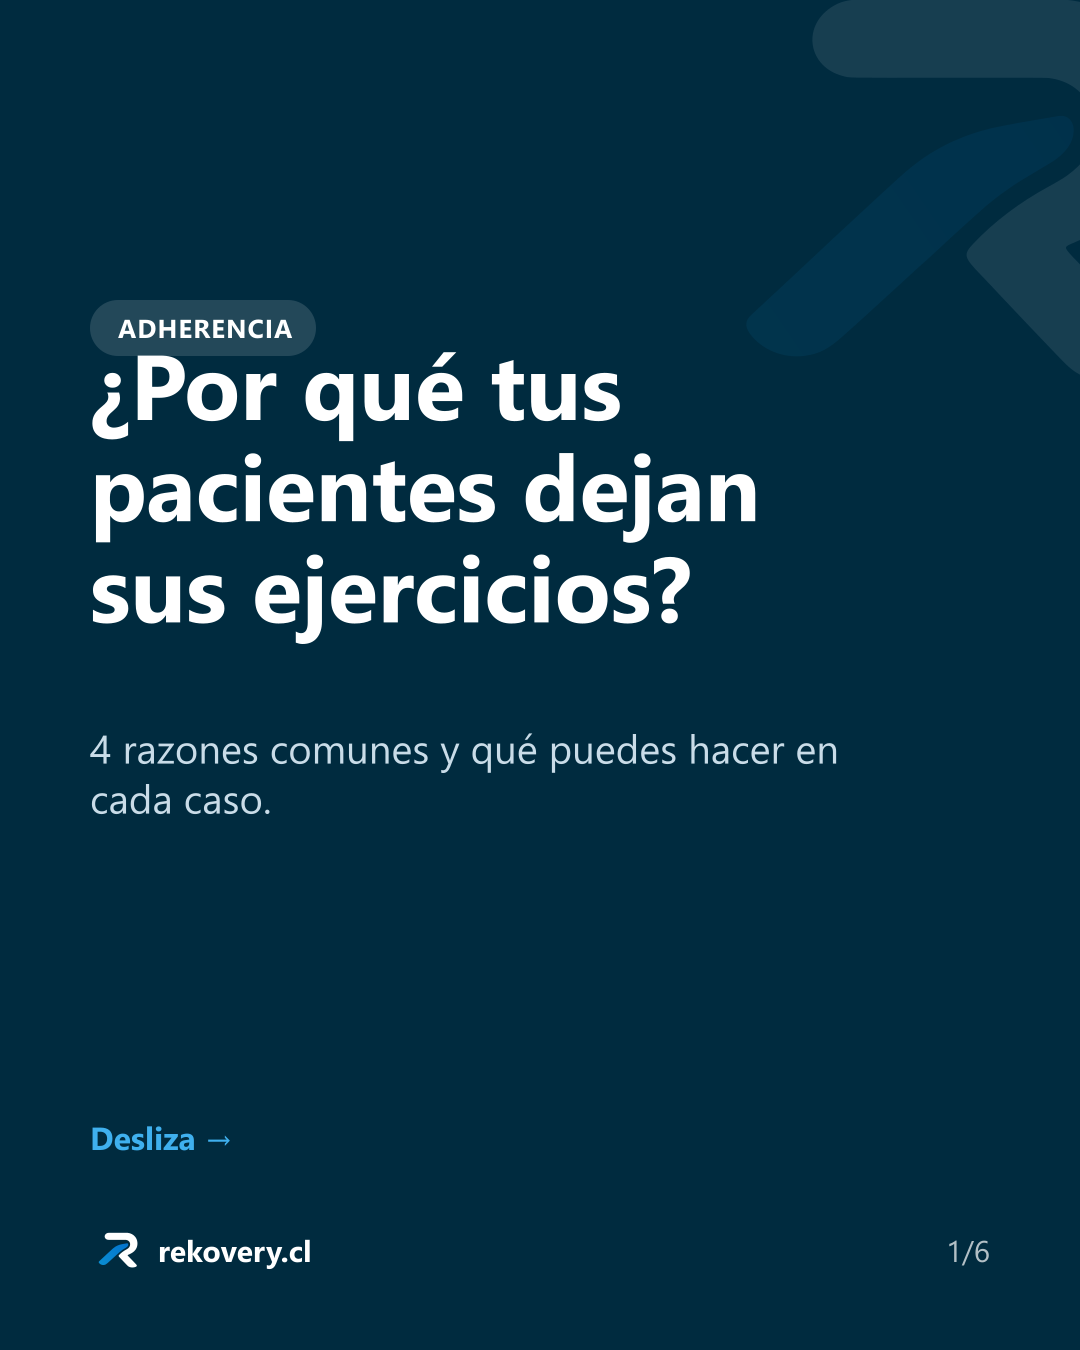 ADHERENCIA
¿Por qué tus
pacientes dejan
sus ejercicios?
4 razones comunes y qué puedes hacer en
cada caso.
Desliza →
rekovery.cl
1/6